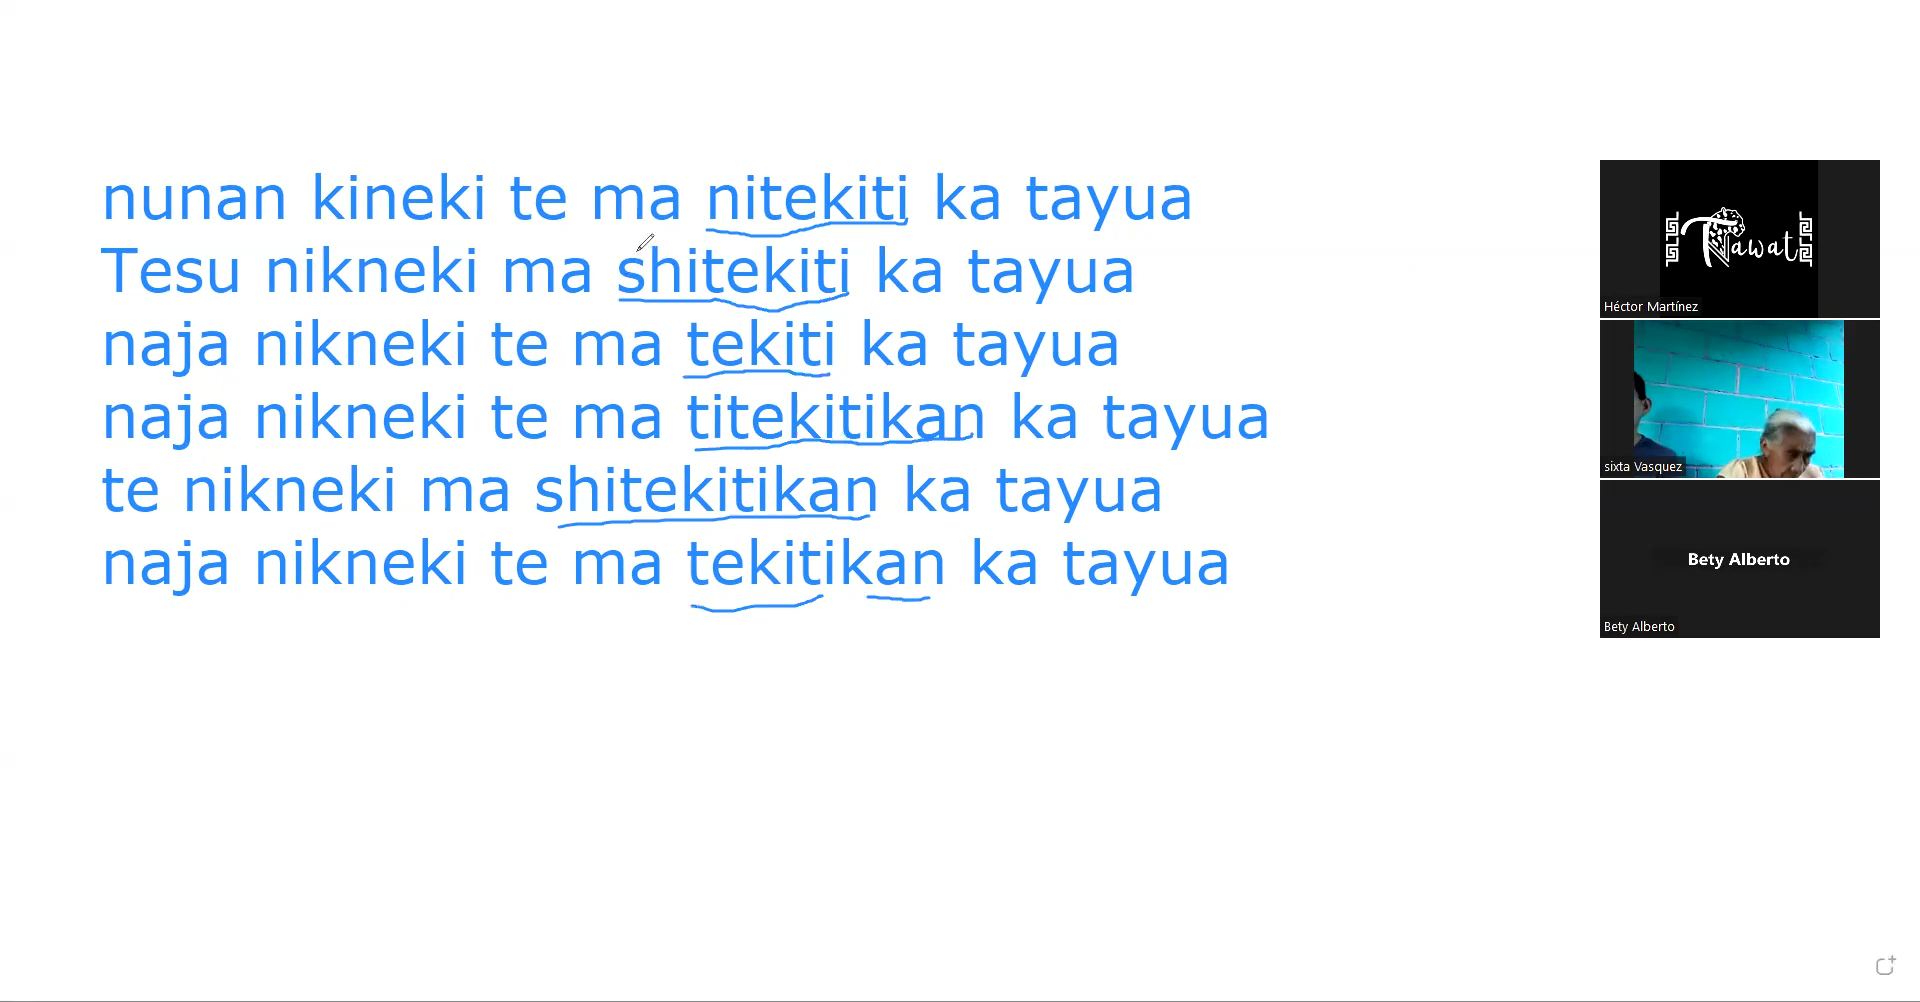 nunan kineki te ma nitekiti ka tayua
Tesu nikneki ma shitekiti ka tayua
naja nikneki te ma tekiti ka tayua
naja nikneki te ma titekitikan ka tayua
te nikneki ma shitekitikan ka tayua
naja nikneki te ma tekitikan ka tayua
Tawat
Héctor Martínez
sixta Vasquez
Bety Alberto
Bety Alberto